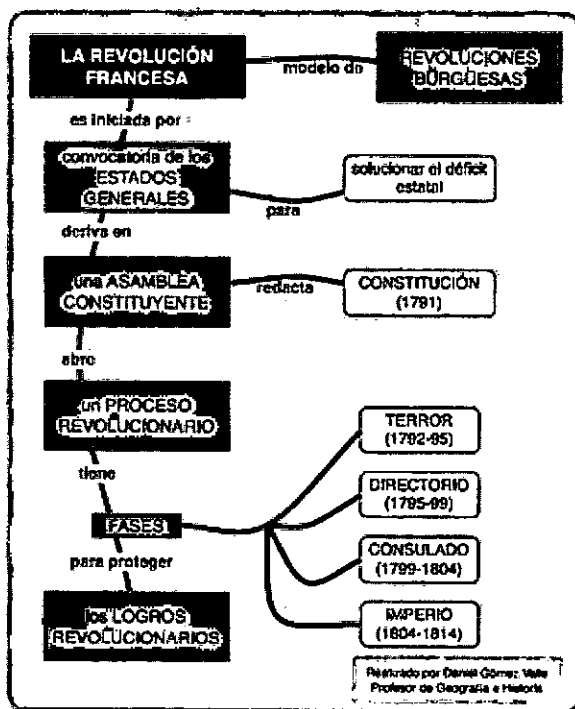 LA REVOLUCIÓN
FRANCESA
modelo de
REVOLUCIONES
BURGUESAS
es iniciada por
convocatoria de los
ESTADOS
GENERALES
para
solucionar el déficit
estatal
deriva en
una ASAMBLEA
CONSTITUYENTE
redacta
CONSTITUCIÓN
(1791)
abre
un PROCESO
REVOLUCIONARIO
tiene
FASES
TERROR
(1792-95)
DIRECTORIO
(1795-99)
CONSULADO
(1799-1804)
IMPERIO
(1804-1814)
para proteger
los LOGROS
REVOLUCIONARIOS
Realizado por Daniel Gómez Valle
Profesor de Geografía e Historia